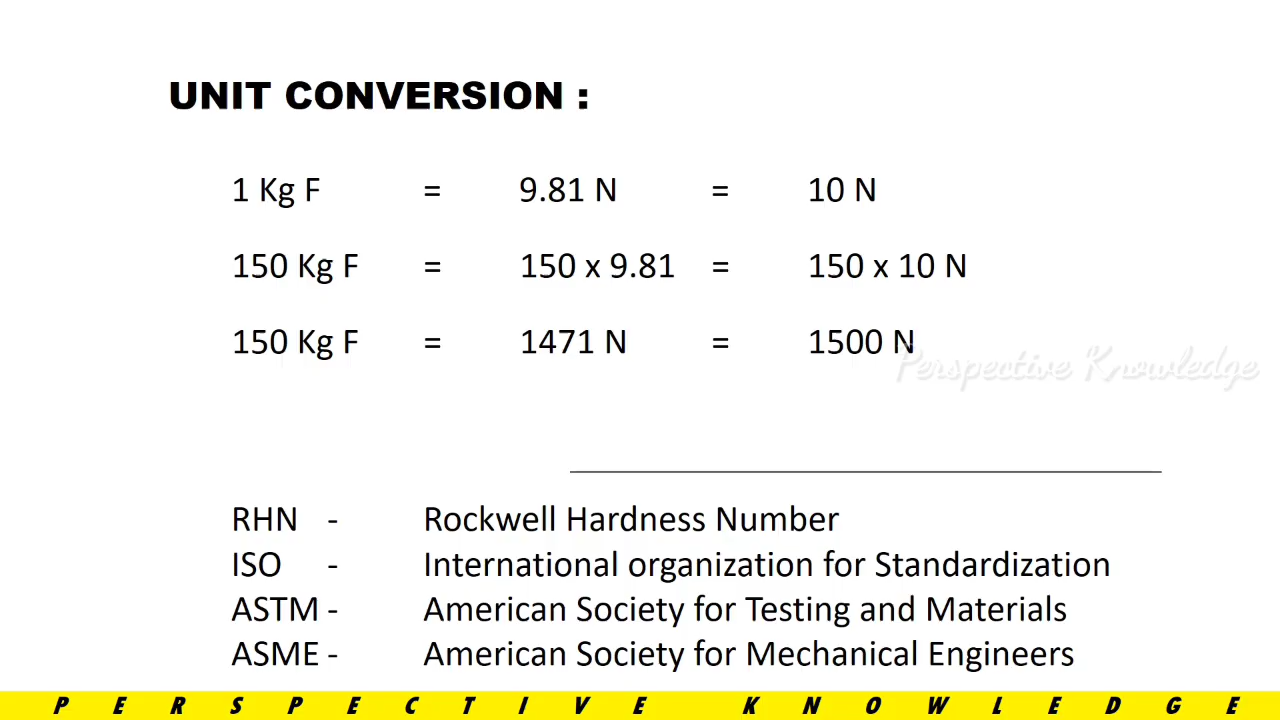 UNIT CONVERSION :
1 Kg F = 9.81 N = 10 N
150 Kg F = 150 x 9.81 = 150 x 10 N
150 Kg F = 1471 N = 1500 N
Perspective Knowledge
RHN - Rockwell Hardness Number
ISO - International organization for Standardization
ASTM - American Society for Testing and Materials
ASME - American Society for Mechanical Engineers
PERSPECTIVE KNOWLEDGE